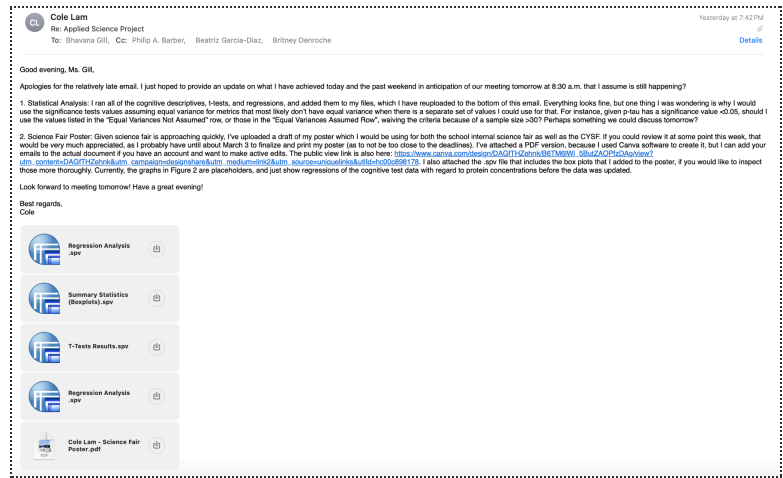 CL
Cole Lam
Yesterday at 7:42 PM
Re: Applied Science Project
To: Bhavana Gill, Cc: Philip A. Barber, Beatriz Garcia-Diaz, Britney Denroche
Details
Good evening, Ms. Gill,
Apologies for the relatively late email. I just hoped to provide an update on what I have achieved today and the past weekend in anticipation of our meeting tomorrow at 8:30 a.m. that I assume is still happening?
1. Statistical Analysis: I ran all of the cognitive descriptives, t-tests, and regressions, and added them to my files, which I have reuploaded to the bottom of this email. Everything looks fine, but one thing I was wondering is why I would
use the significance tests values assuming equal variance for metrics that most likely don't have equal variance when there is a separate set of values I could use for that. For instance, given p-tau has a significance value <0.05, should I
use the values listed in the "Equal Variances Not Assumed" row, or those in the "Equal Variances Assumed Row", waiving the criteria because of a sample size >30? Perhaps something we could discuss tomorrow?
2. Science Fair Poster: Given science fair is approaching quickly, I've uploaded a draft of my poster which I would be using for both the school internal science fair as well as the CYSF. If you could review it at some point this week, that
would be very much appreciated, as I probably have until about March 3 to finalize and print my poster (as to not be too close to the deadlines). I've attached a PDF version, because I used Canva software to create it, but I can add your
emails to the actual document if you have an account and want to make active edits. The public view link is also here: https://www.canva.com/design/DAGfTHZehnk/B6TM6iWI_5ButZAOPfzDAg/view?
utm_content=DAGfTHZehnk&utm_campaign=designshare&utm_medium=link2&utm_source=uniquelinks&utlId=h00c898178. I also attached the .spv file that includes the box plots that I added to the poster, if you would like to inspect
those more thoroughly. Currently, the graphs in Figure 2 are placeholders, and just show regressions of the cognitive test data with regard to protein concentrations before the data was updated.
Look forward to meeting tomorrow! Have a great evening!
Best regards,
Cole
Regression Analysis
.spv
Summary Statistics
(Boxplots).spv
T-Tests Results.spv
Regression Analysis
.spv
PDF
Cole Lam - Science Fair
Poster.pdf